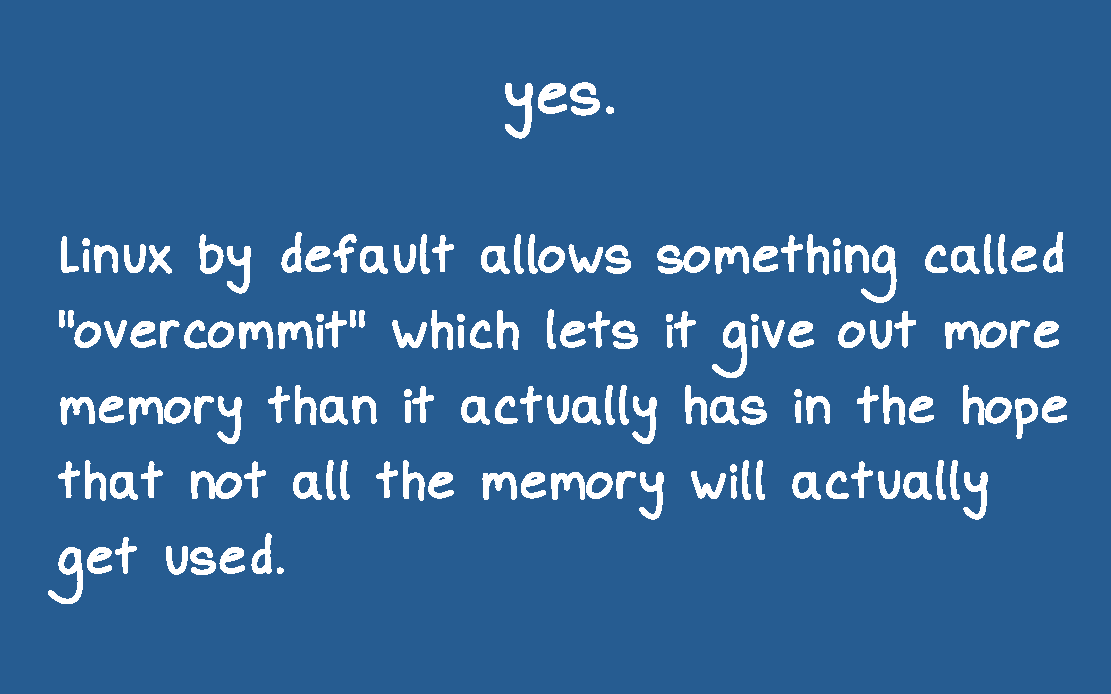 yes.
Linux by default allows something called
"overcommit" which lets it give out more
memory than it actually has in the hope
that not all the memory will actually
get used.